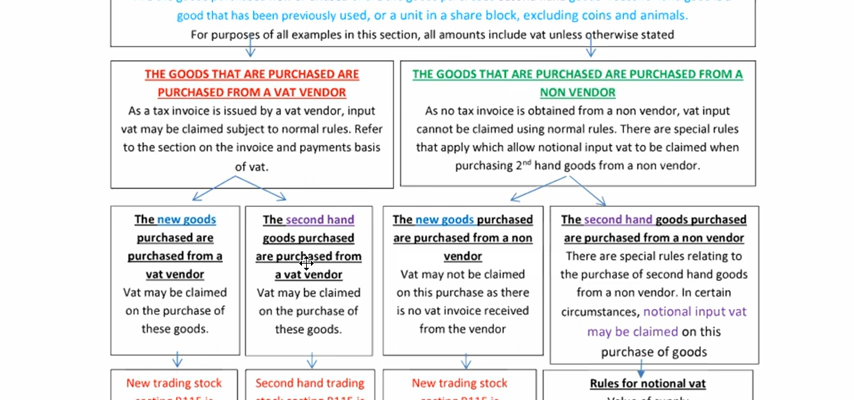 good that has been previously used, or a unit in a share block, excluding coins and animals.
For purposes of all examples in this section, all amounts include vat unless otherwise stated
THE GOODS THAT ARE PURCHASED ARE
PURCHASED FROM A VAT VENDOR
As a tax invoice is issued by a vat vendor, input
vat may be claimed subject to normal rules. Refer
to the section on the invoice and payments basis
of vat.
THE GOODS THAT ARE PURCHASED ARE PURCHASED FROM A
NON VENDOR
As no tax invoice is obtained from a non vendor, vat input
cannot be claimed using normal rules. There are special rules
that apply which allow notional input vat to be claimed when
purchasing 2nd hand goods from a non vendor.
The new goods
purchased are
purchased from a
vat vendor
Vat may be claimed
on the purchase of
these goods.
The second hand
goods purchased
are purchased from
a vat vendor
Vat may be claimed
on the purchase of
these goods.
The new goods purchased
are purchased from a non
vendor
Vat may not be claimed
on this purchase as there
is no vat invoice received
from the vendor
The second hand goods purchased
are purchased from a non vendor
There are special rules relating to
the purchase of second hand goods
from a non vendor. In certain
circumstances, notional input vat
may be claimed on this
purchase of goods
New trading stock
Second hand trading
New trading stock
Rules for notional vat